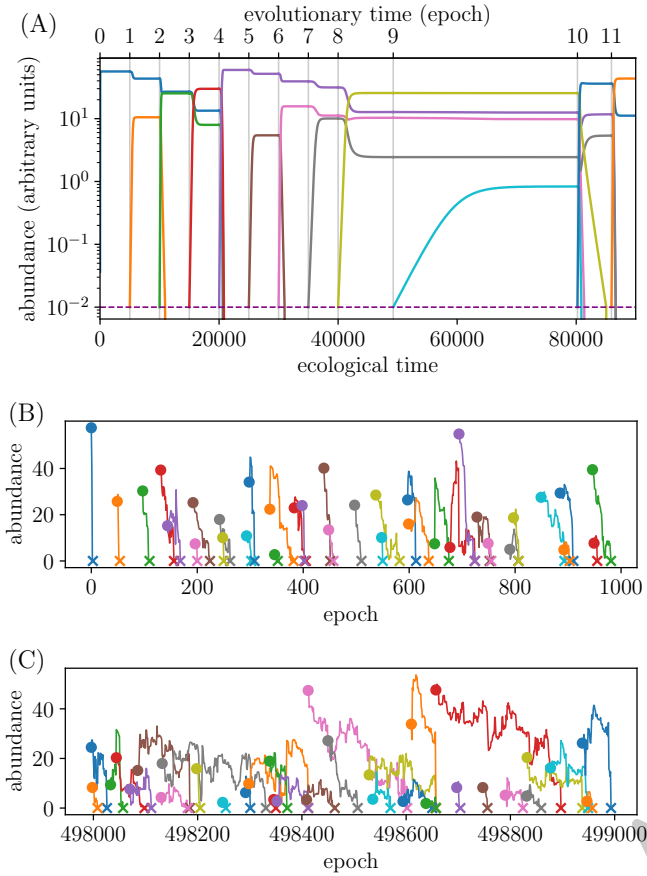 evolutionary time (epoch)
(A)
0 1 2 3 4 5 6 7 8 9 10 11
abundance (arbitrary units)
10^1
10^0
10^{-1}
10^{-2}
0 20000 40000 60000 80000
ecological time
(B)
abundance
40
20
0
0 200 400 600 800 1000
epoch
(C)
abundance
40
20
0
498000 498200 498400 498600 498800 499000
epoch